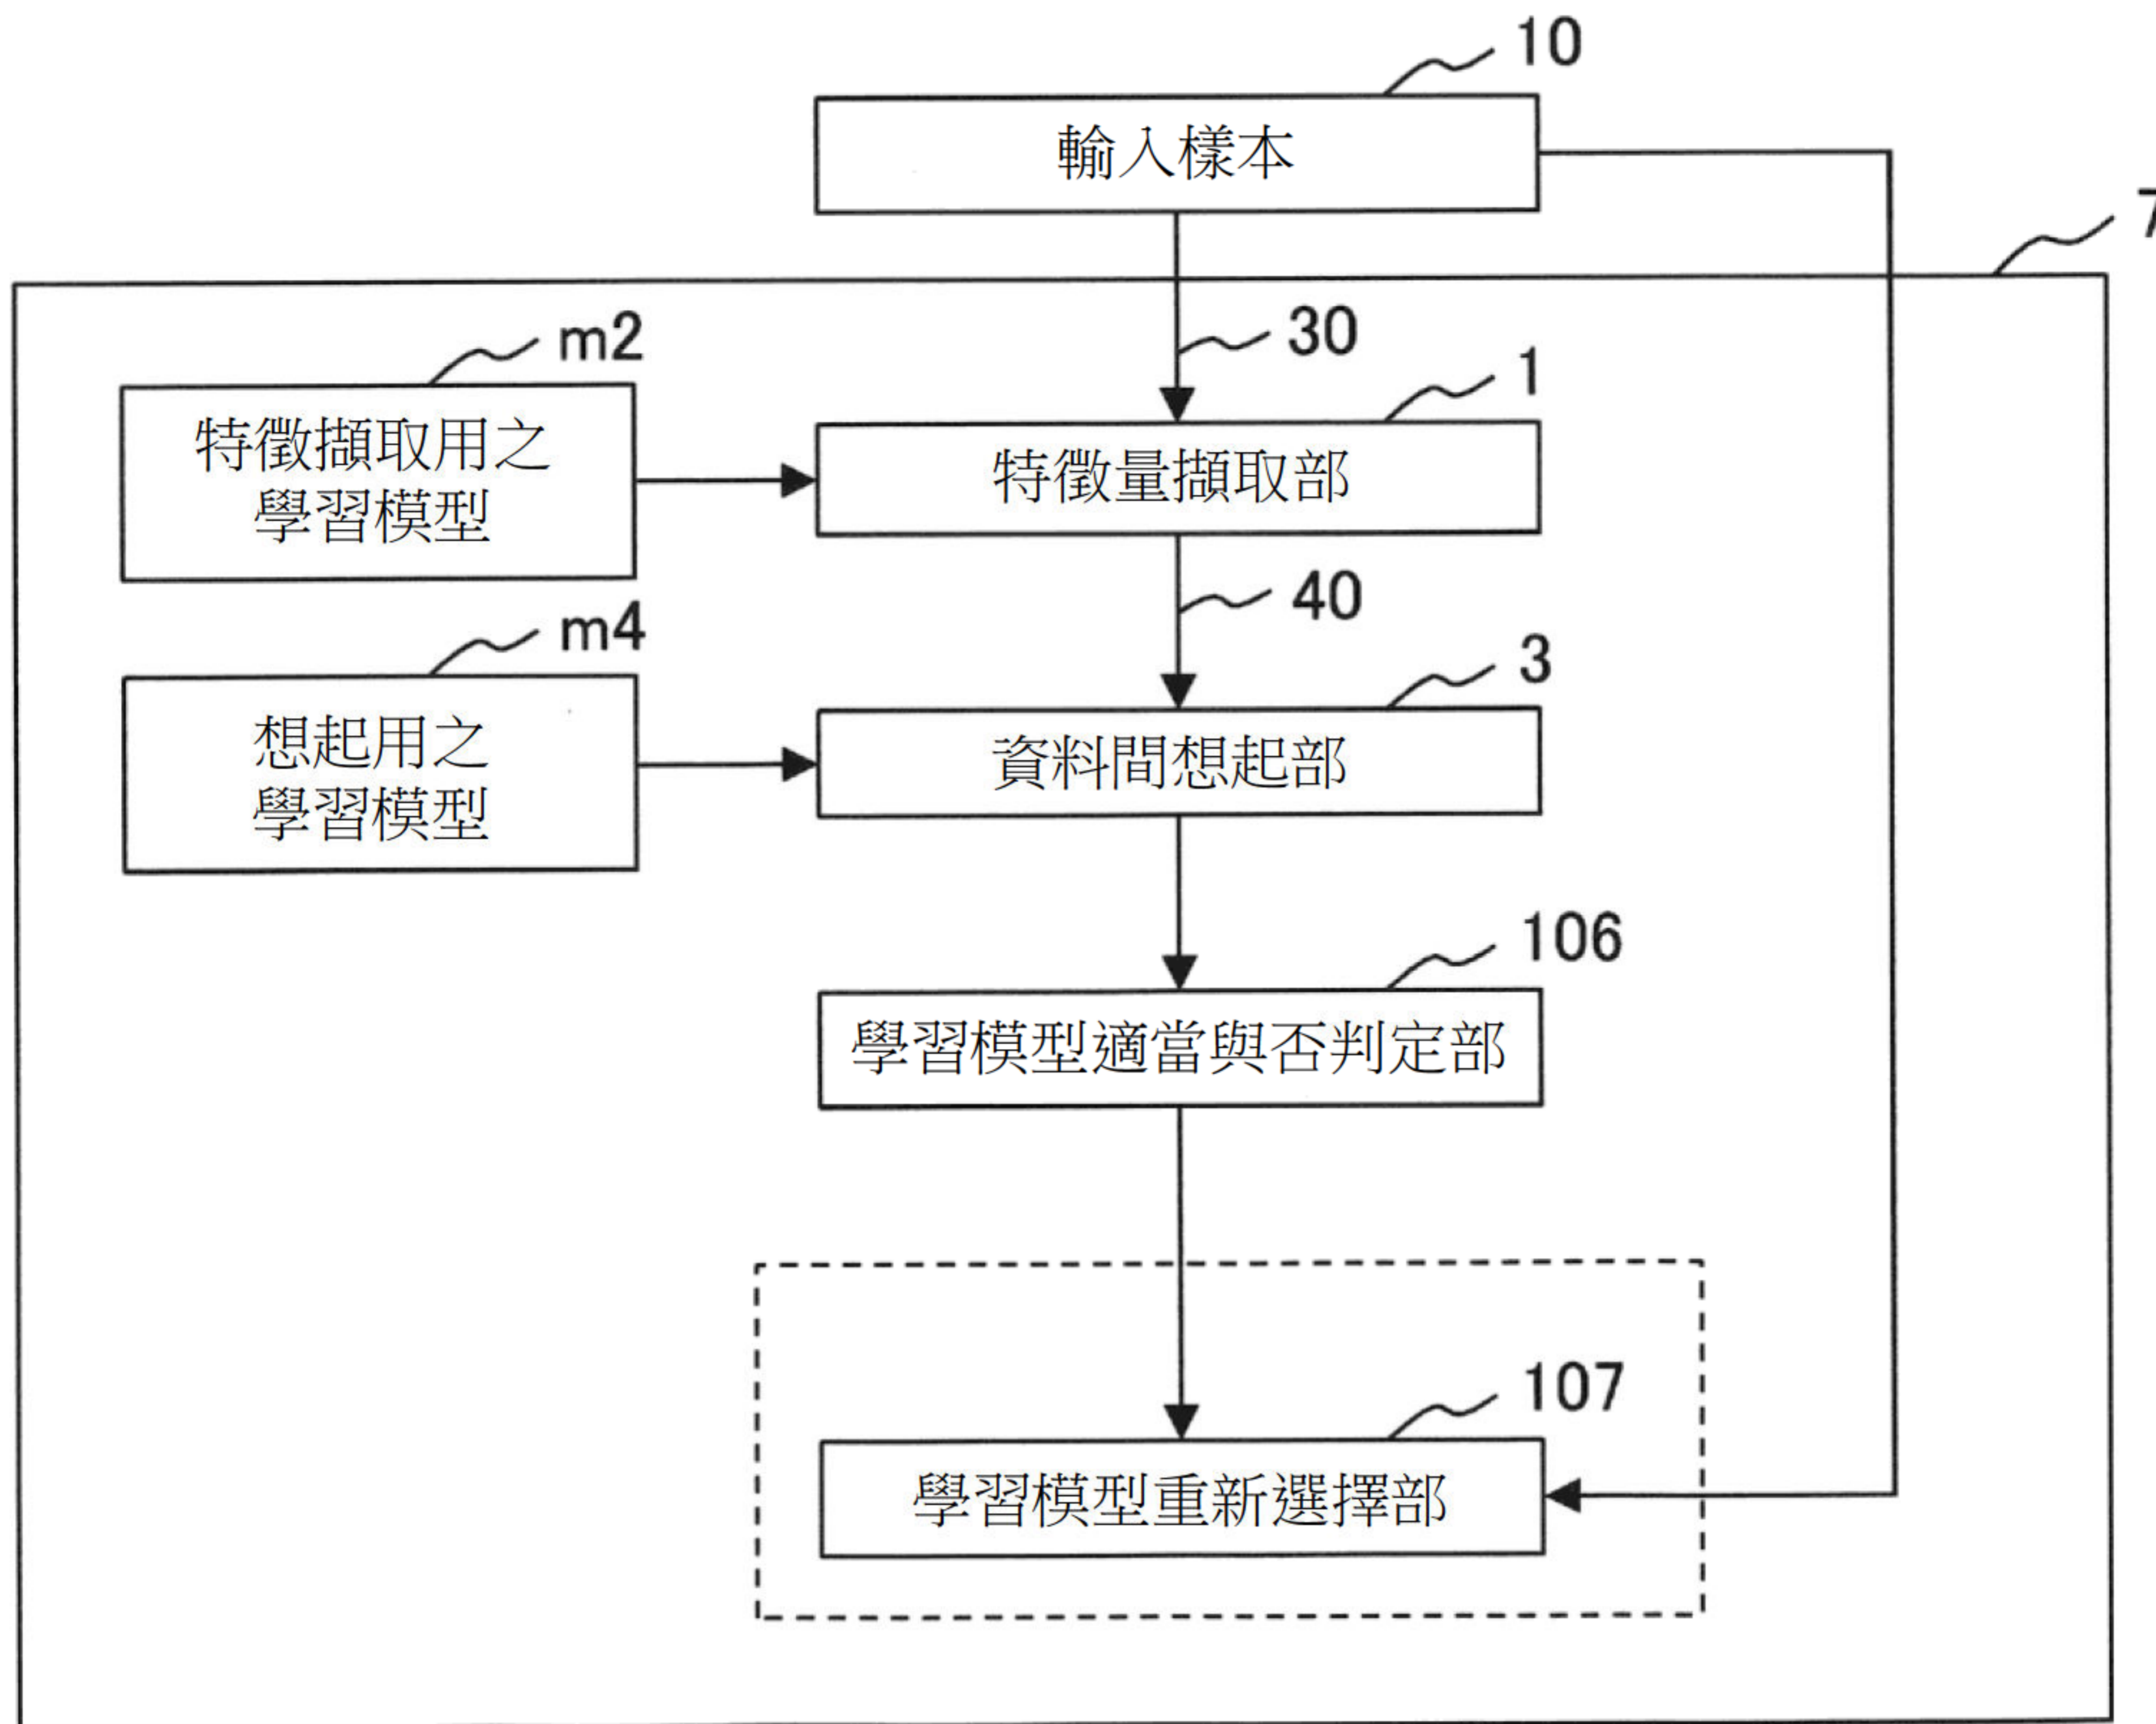 10
輸入樣本
7
30
m2
1
特徵擷取用之
學習模型
特徵量擷取部
40
m4
3
想起用之
學習模型
資料間想起部
106
學習模型適當與否判定部
107
學習模型重新選擇部